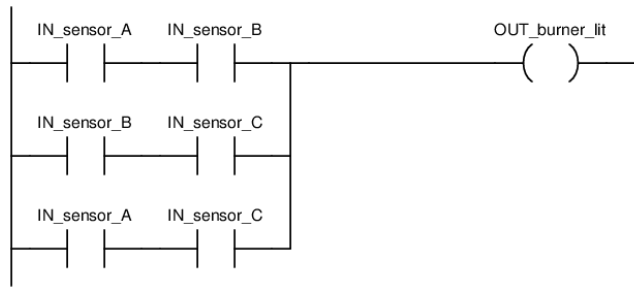 IN_sensor_A IN_sensor_B OUT_burner_lit
IN_sensor_B IN_sensor_C
IN_sensor_A IN_sensor_C